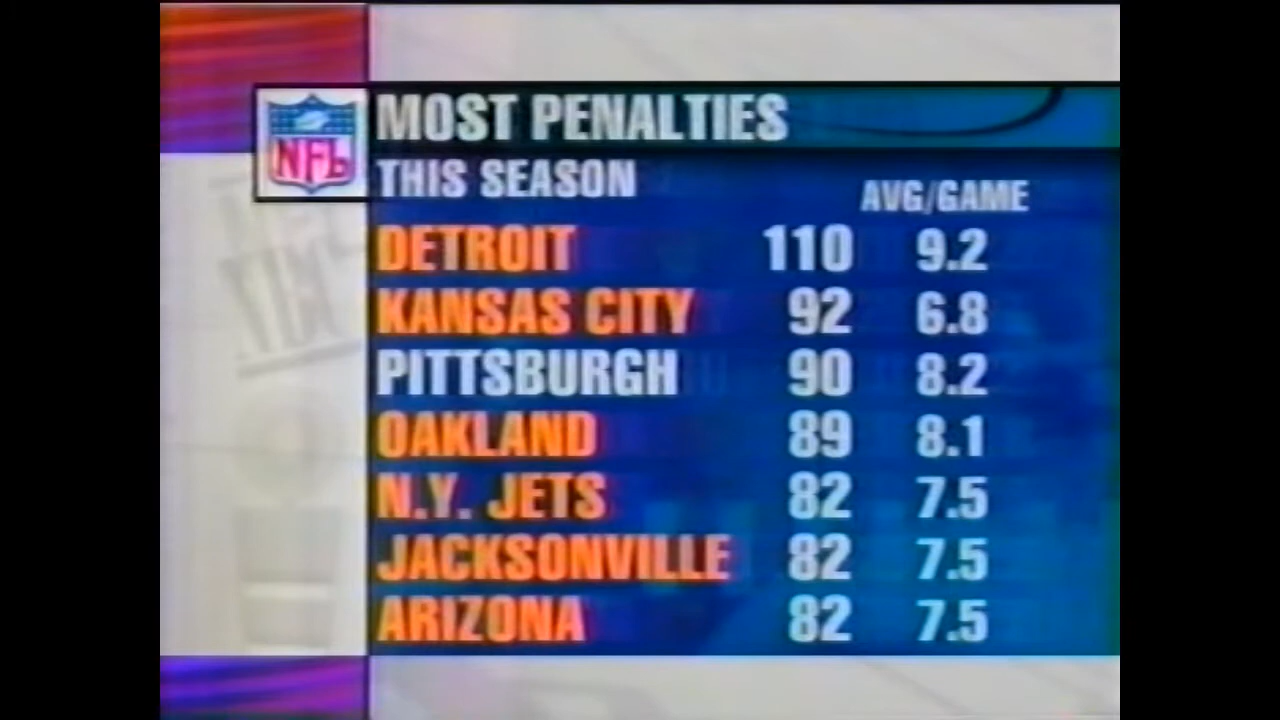 NFL
MOST PENALTIES
THIS SEASON
AVG/GAME
DETROIT 110 9.2
KANSAS CITY 92 6.8
PITTSBURGH 90 8.2
OAKLAND 89 8.1
N.Y. JETS 82 7.5
JACKSONVILLE 82 7.5
ARIZONA 82 7.5